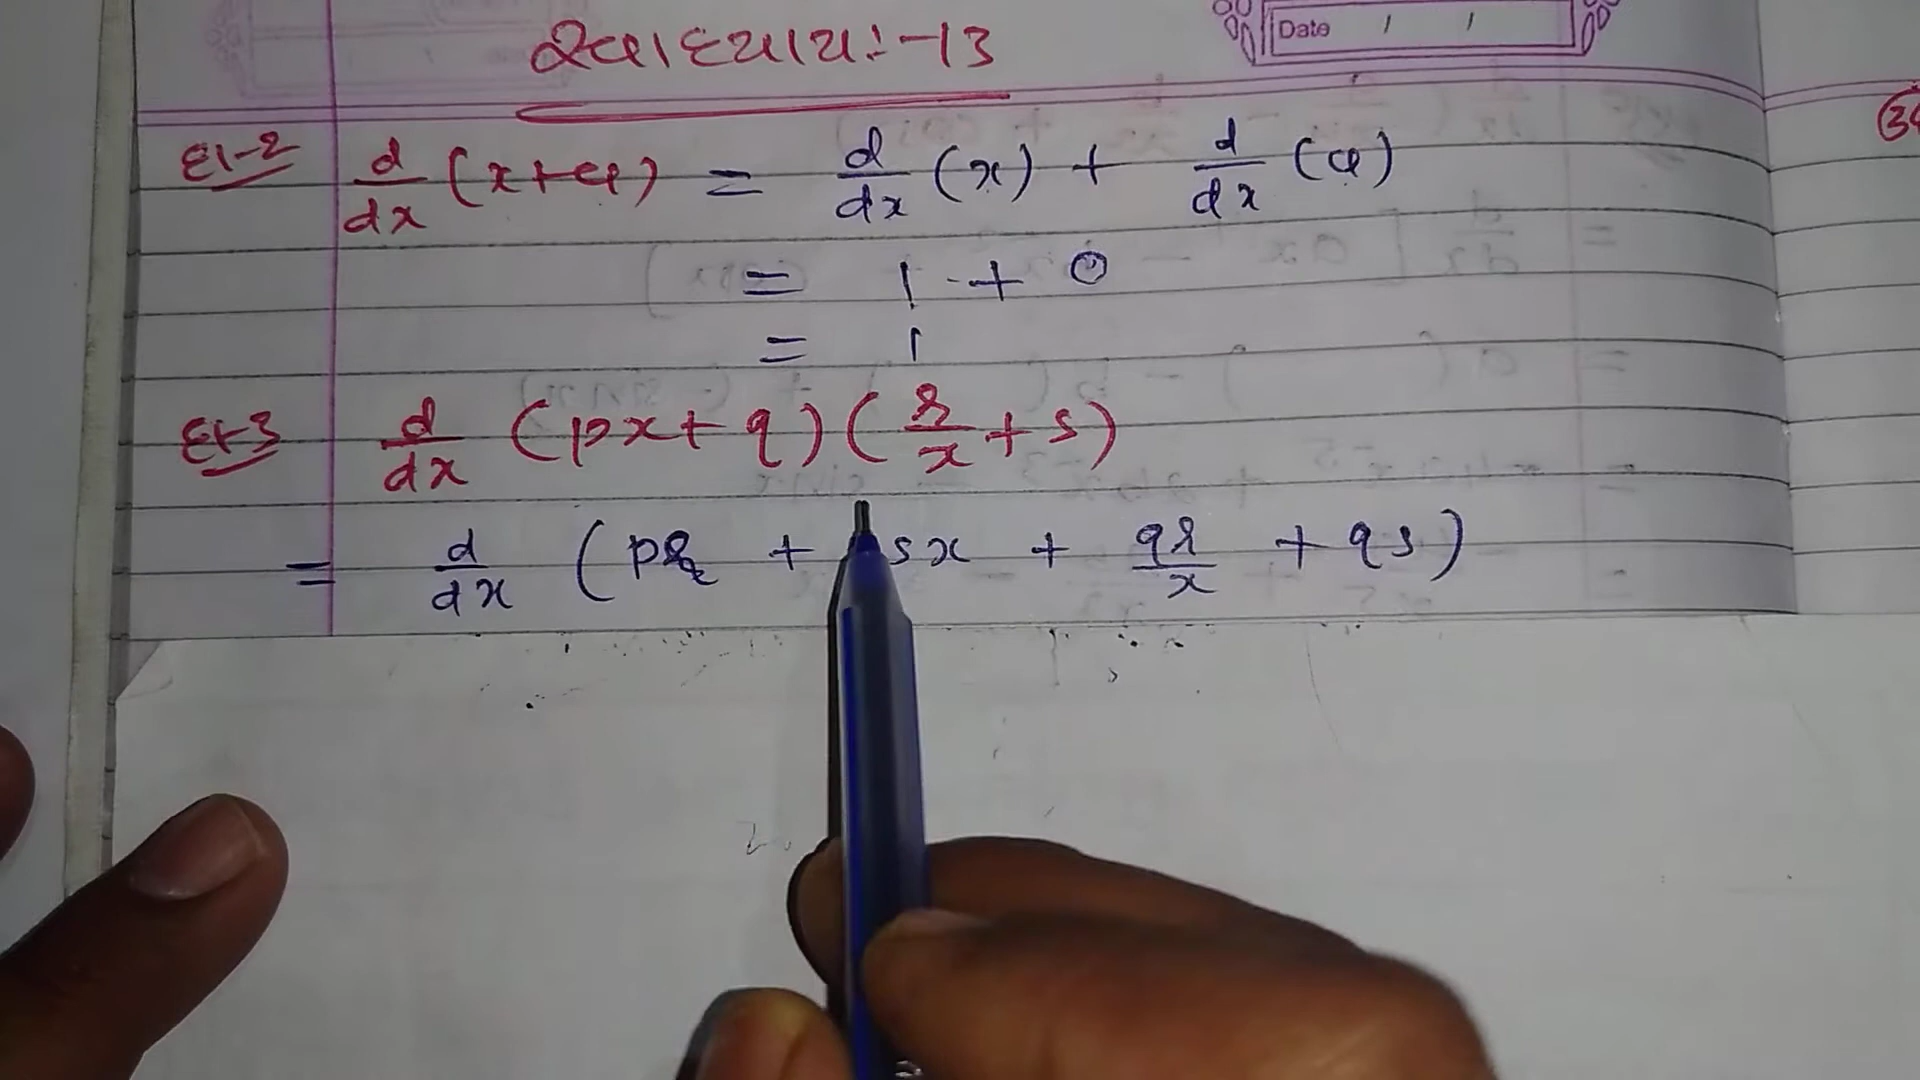 સ્વાધ્યાય :- 13
Date / /
દા-2 d/dx (x+a) = d/dx (x) + d/dx (a)
= 1 + 0
= 1
દા-3 d/dx (px + q) (r/x + s)
= d/dx (pr + sx + qr/x + qs)